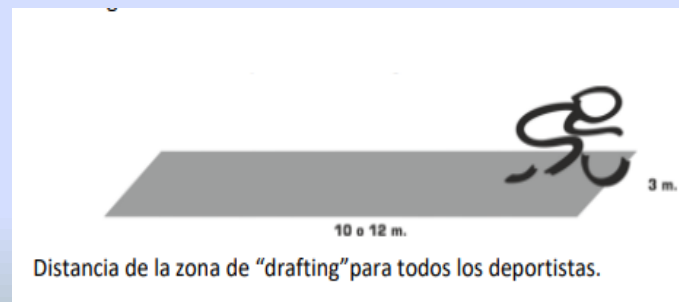 3 m.
10 o 12 m.
Distancia de la zona de “drafting”para todos los deportistas.